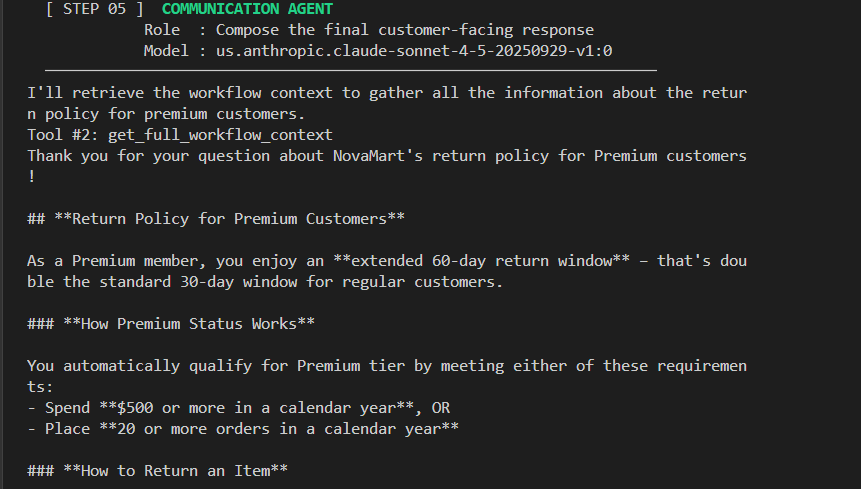 [ STEP 05 ]  COMMUNICATION AGENT
Role  : Compose the final customer-facing response
Model : us.anthropic.claude-sonnet-4-5-20250929-v1:0
I'll retrieve the workflow context to gather all the information about the retur
n policy for premium customers.
Tool #2: get_full_workflow_context
Thank you for your question about NovaMart's return policy for Premium customers
!
## **Return Policy for Premium Customers**
As a Premium member, you enjoy an **extended 60-day return window** – that's dou
ble the standard 30-day window for regular customers.
### **How Premium Status Works**
You automatically qualify for Premium tier by meeting either of these requiremen
ts:
- Spend **$500 or more in a calendar year**, OR
- Place **20 or more orders in a calendar year**
### **How to Return an Item**